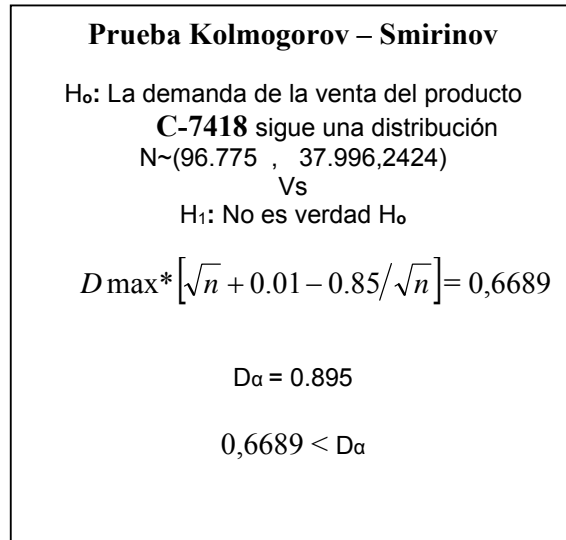 Prueba Kolmogorov – Smirinov
Hₒ: La demanda de la venta del producto
C-7418 sigue una distribución
N~(96.775 , 37.996,2424)
Vs
H₁: No es verdad Hₒ
D max*[√n + 0.01 − 0.85/√n]= 0,6689
Dα = 0.895
0,6689 < Dα